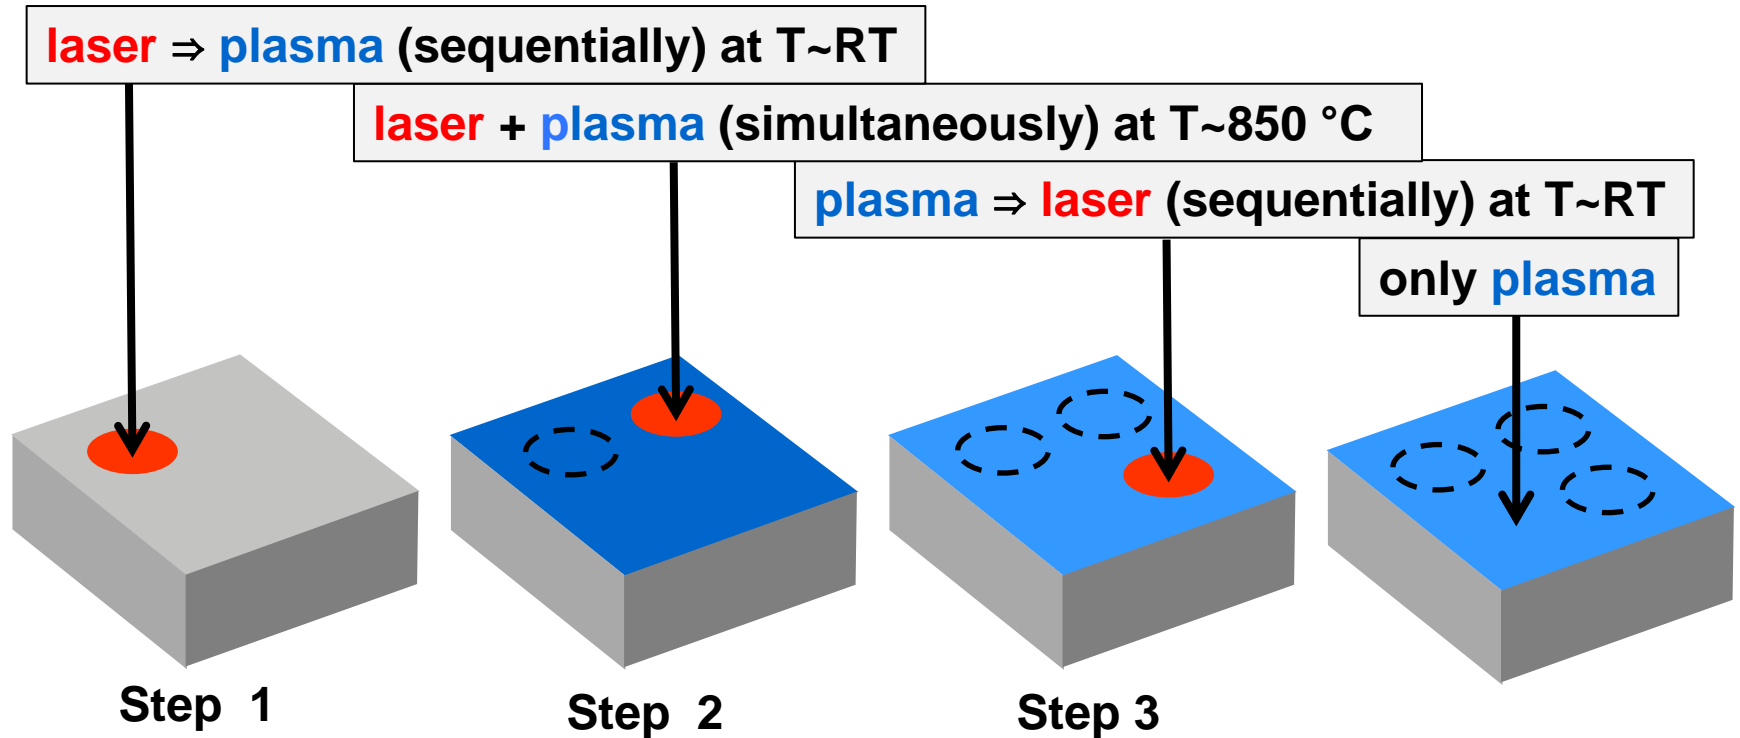 laser ⇒ plasma (sequentially) at T~RT
laser + plasma (simultaneously) at T~850 °C
plasma ⇒ laser (sequentially) at T~RT
only plasma
Step 1
Step 2
Step 3